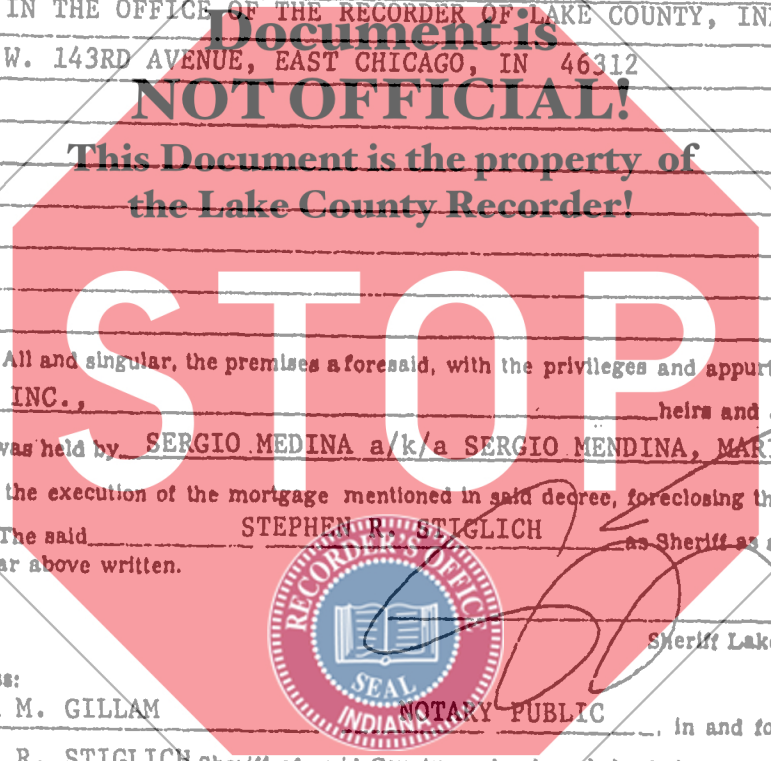 IN THE OFFICE OF THE RECORDER OF LAKE COUNTY,
Document is
W. 143RD AVENUE, EAST CHICAGO, IN 46312
NOT OFFICIAL!
This Document is the property of
the Lake County Recorder!
STOP
All and singular, the premises aforesaid, with the privileges and
INC., heirs and
was held by SERGIO MEDINA a/k/a SERGIO MENDINA,
the execution of the mortgage mentioned in said decree, foreclosing
The said STEPHEN R. STIGLICH as Sheriff as
above written.
RECORDER'S OFFICE
SEAL
INDIANA
Sheriff
M. GILLAM NOTARY PUBLIC , in and
R. STIGLICH